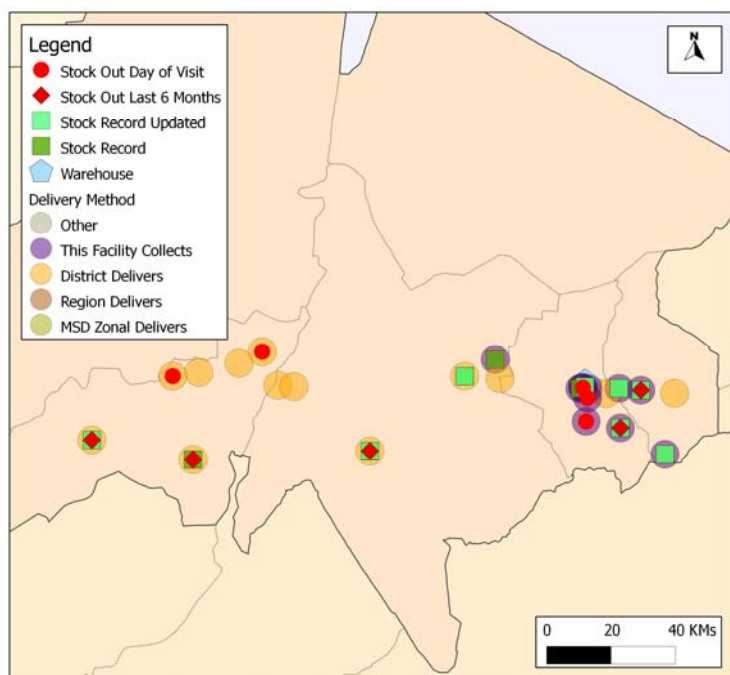 Legend
Stock Out Day of Visit
Stock Out Last 6 Months
Stock Record Updated
Stock Record
Warehouse
Delivery Method
Other
This Facility Collects
District Delivers
Region Delivers
MSD Zonal Delivers
N
0 20 40 KMs